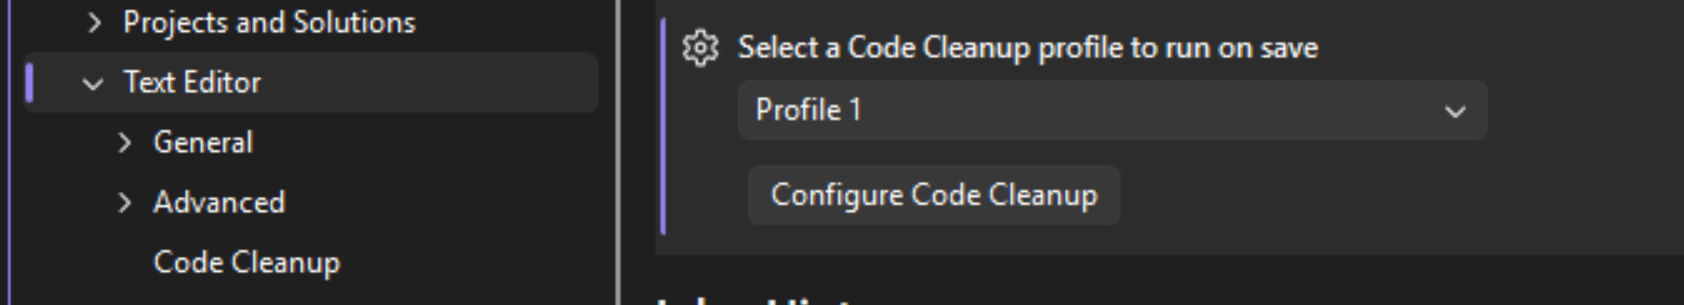 Projects and Solutions
Text Editor
General
Advanced
Code Cleanup
Select a Code Cleanup profile to run on save
Profile 1
Configure Code Cleanup